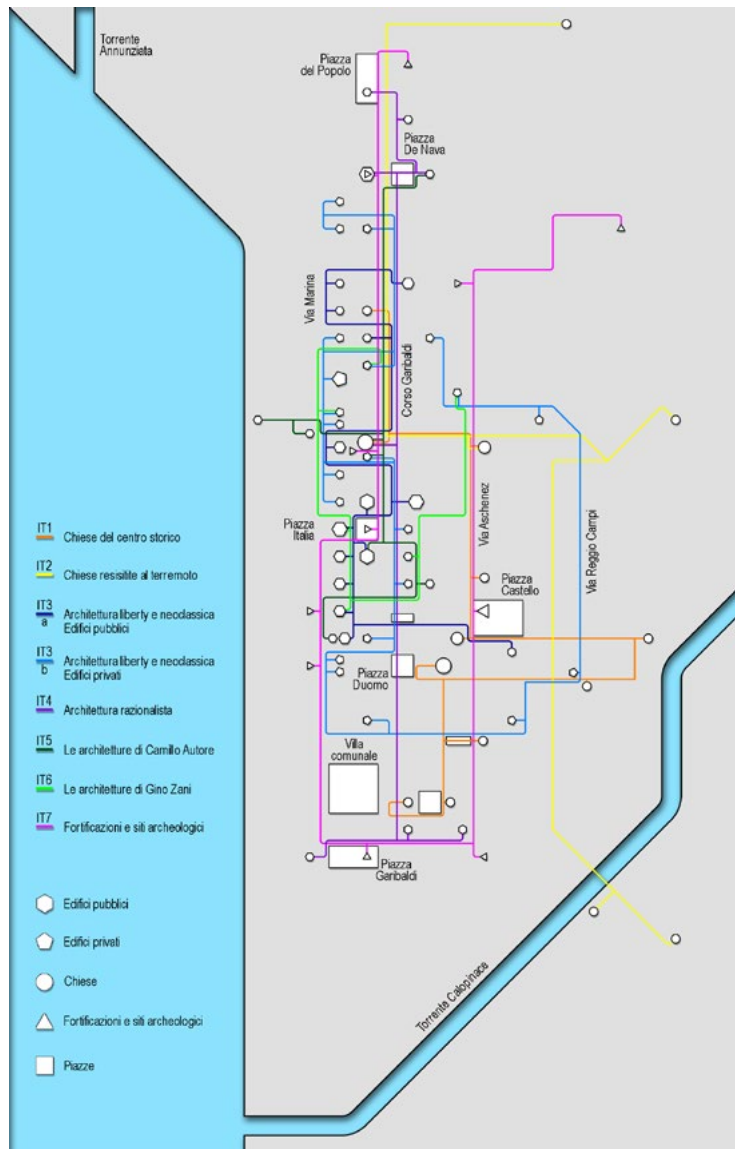 Torrente
Annunziata
Piazza
del Popolo
Piazza
De Nava
Via Marina
Corso Garibaldi
Via Aschenez
Via Reggio Campi
Piazza
Italia
Piazza
Castello
Piazza
Duomo
Villa
comunale
Piazza
Garibaldi
Torrente Calopinace
IT1
Chiese del centro storico
IT2
Chiese resistite al terremoto
IT3
a
Architettura liberty e neoclassica
Edifici pubblici
IT3
b
Architettura liberty e neoclassica
Edifici privati
IT4
Architettura razionalista
IT5
Le architetture di Camillo Autore
IT6
Le architetture di Gino Zani
IT7
Fortificazioni e siti archeologici
Edifici pubblici
Edifici privati
Chiese
Fortificazioni e siti archeologici
Piazze